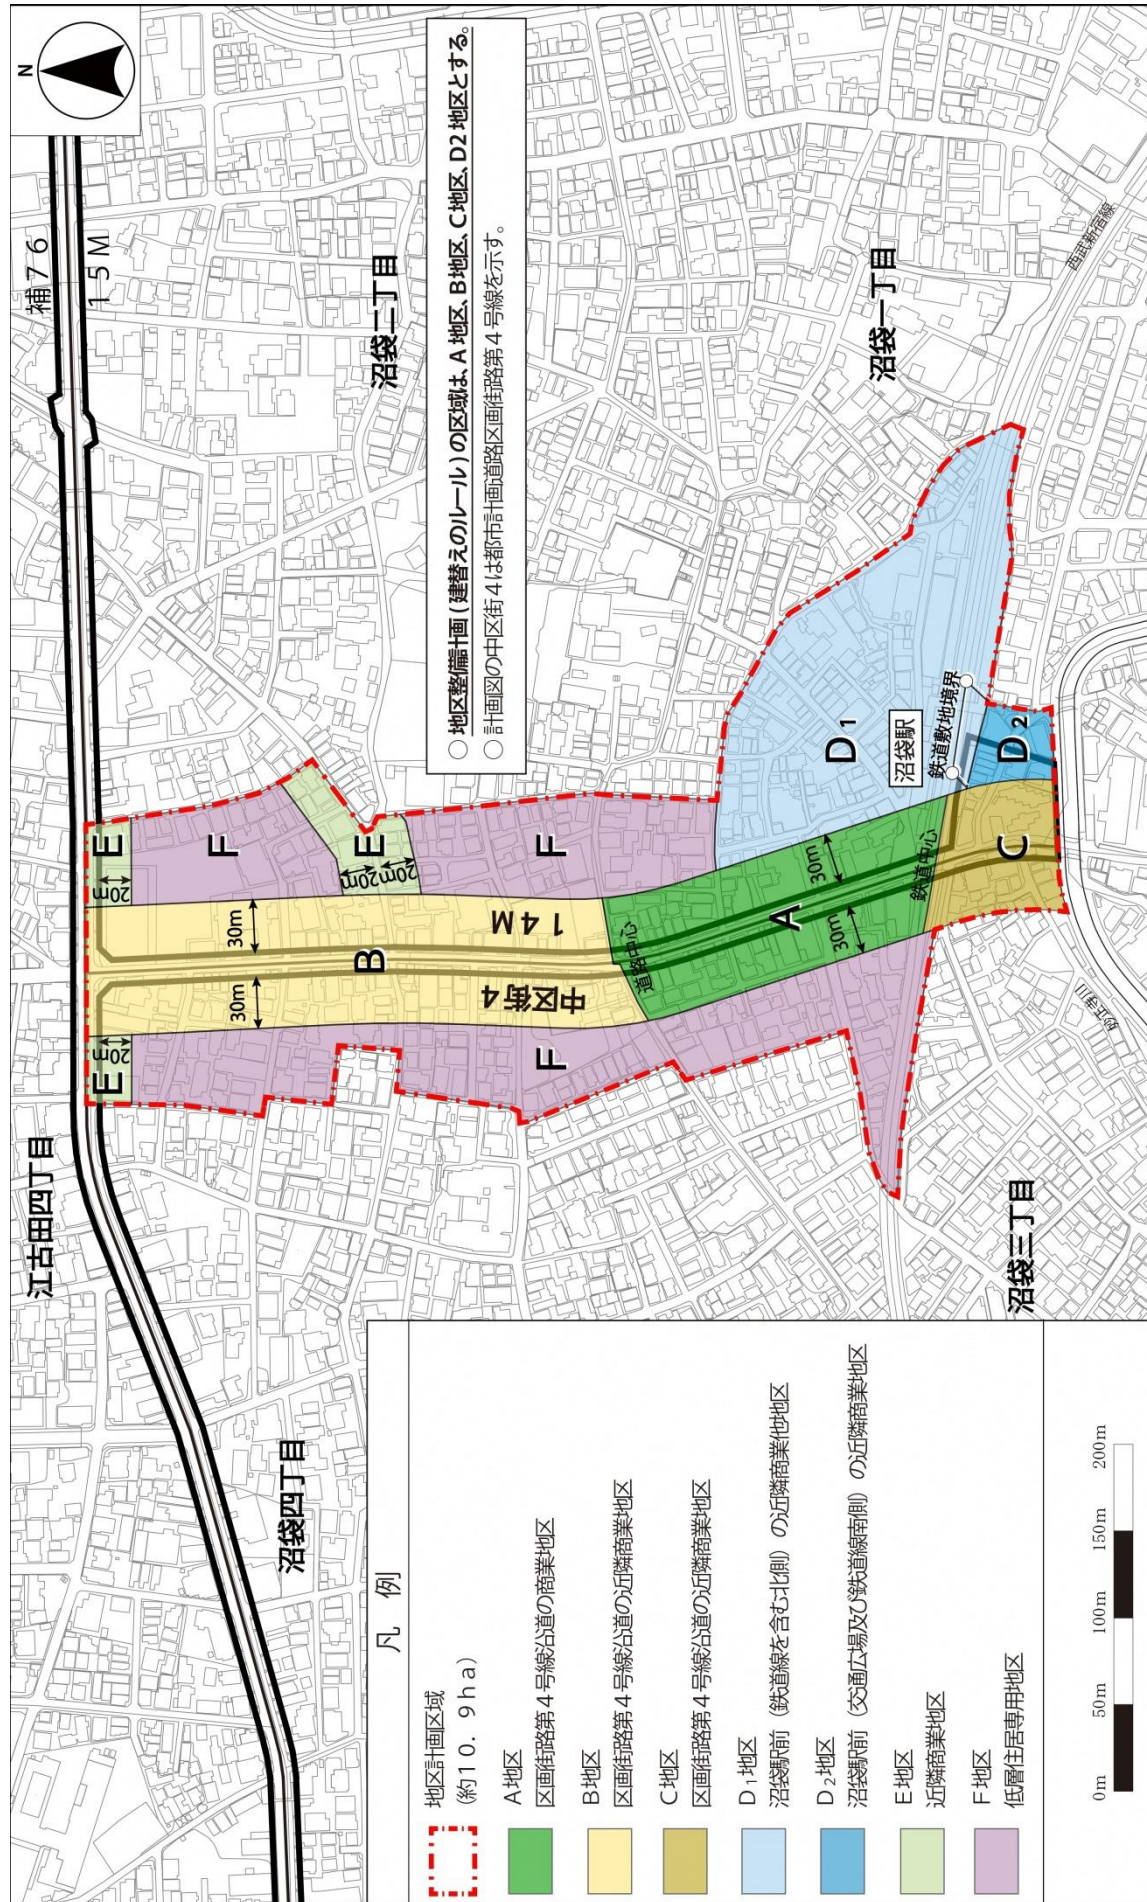 N
補76
15M
江古田四丁目
沼袋二丁目
沼袋四丁目
沼袋一丁目
沼袋三丁目
○地区整備計画(建替えのルール)の区域は、A地区、B地区、C地区、D2地区とする。
○計画図の中区街4は都市計画道路区画街路第4号線を示す。
E
20m
E
20m
F
E
20m
20m
F
F
B
30m
30m
14M
中区街4
道路中心
A
30m
30m
D1
沼袋駅
鉄道敷地境界
鉄道中心
D2
C
西武新宿線
妙正寺川
凡例
地区計画区域
(約10.9ha)
A地区
区画街路第4号線沿道の商業地区
B地区
区画街路第4号線沿道の近隣商業地区
C地区
区画街路第4号線沿道の近隣商業地区
D1地区
沼袋駅前(鉄道線を含む北側)の近隣商業他地区
D2地区
沼袋駅前(交通広場及び鉄道線南側)の近隣商業地区
E地区
近隣商業地区
F地区
低層住居専用地区
0m 50m 100m 150m 200m